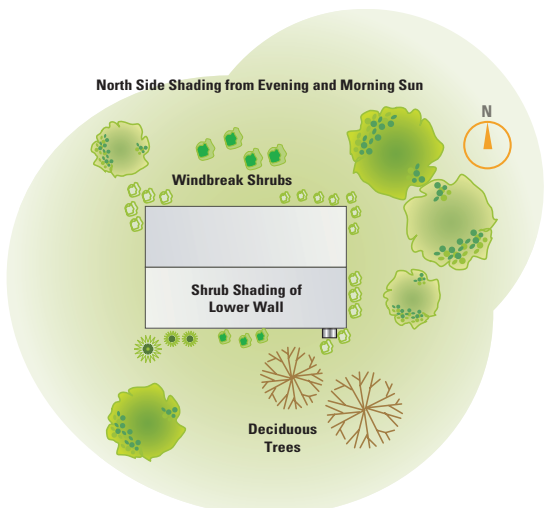 North Side Shading from Evening and Morning Sun
N
Windbreak Shrubs
Shrub Shading of
Lower Wall
Deciduous
Trees